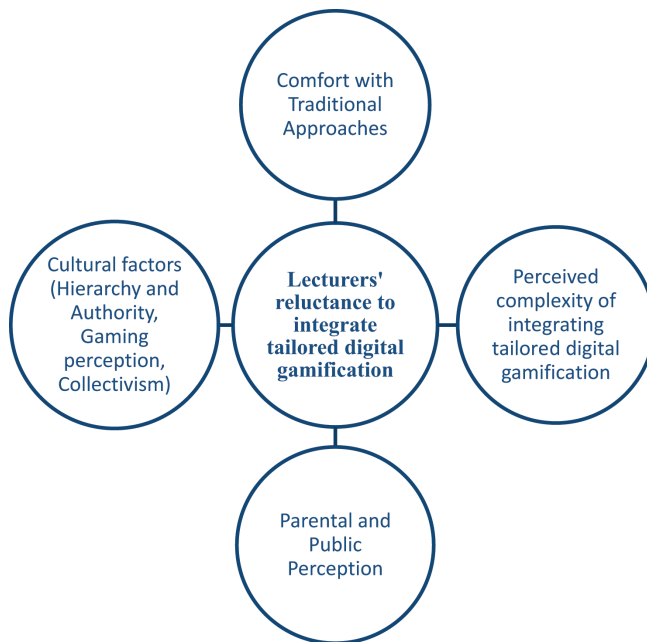 Comfort with
Traditional
Approaches
Cultural factors
(Hierarchy and
Authority,
Gaming
perception,
Collectivism)
Lecturers'
reluctance to
integrate
tailored digital
gamification
Perceived
complexity of
integrating
tailored digital
gamification
Parental and
Public
Perception